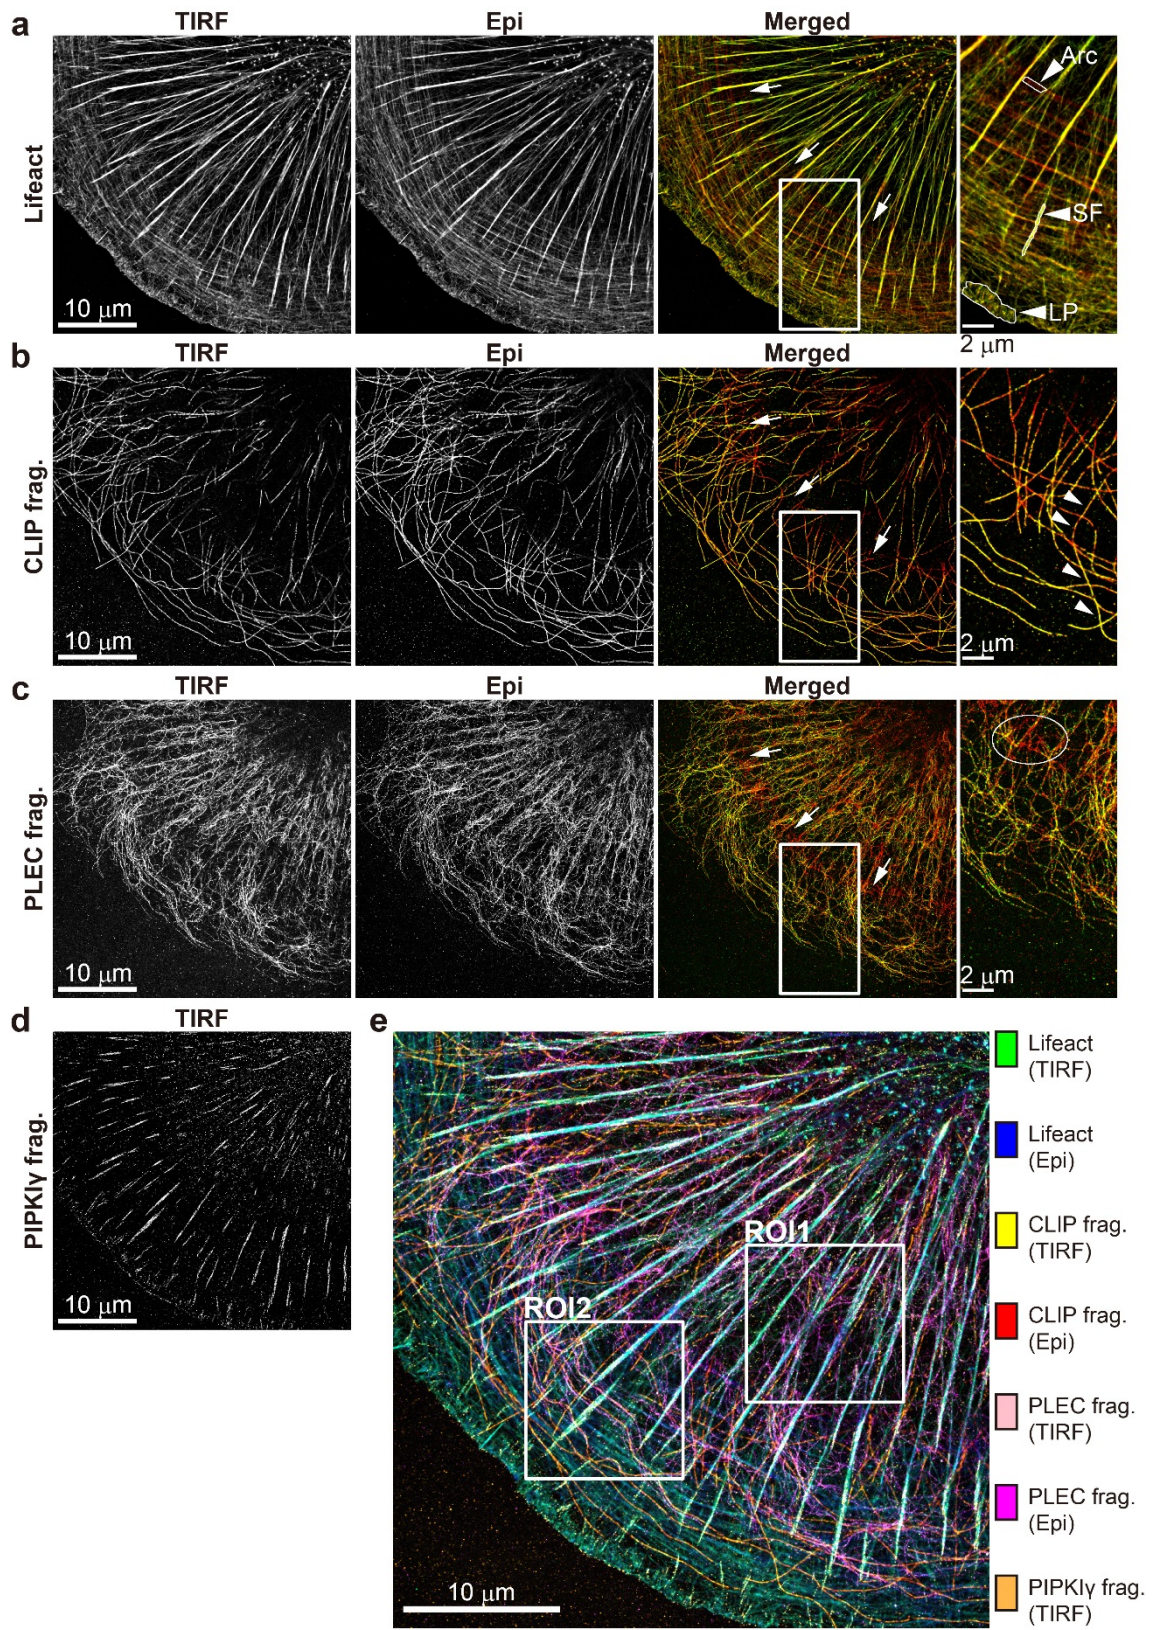 a
TIRF Epi Merged
Lifeact
Arc
SF
LP
10 μm
2 μm
b
TIRF Epi Merged
CLIP frag.
10 μm
2 μm
c
TIRF Epi Merged
PLEC frag.
10 μm
2 μm
d
TIRF
PIPKIγ frag.
10 μm
e
ROI1
ROI2
10 μm
Lifeact
(TIRF)
Lifeact
(Epi)
CLIP frag.
(TIRF)
CLIP frag.
(Epi)
PLEC frag.
(TIRF)
PLEC frag.
(Epi)
PIPKIγ frag.
(TIRF)